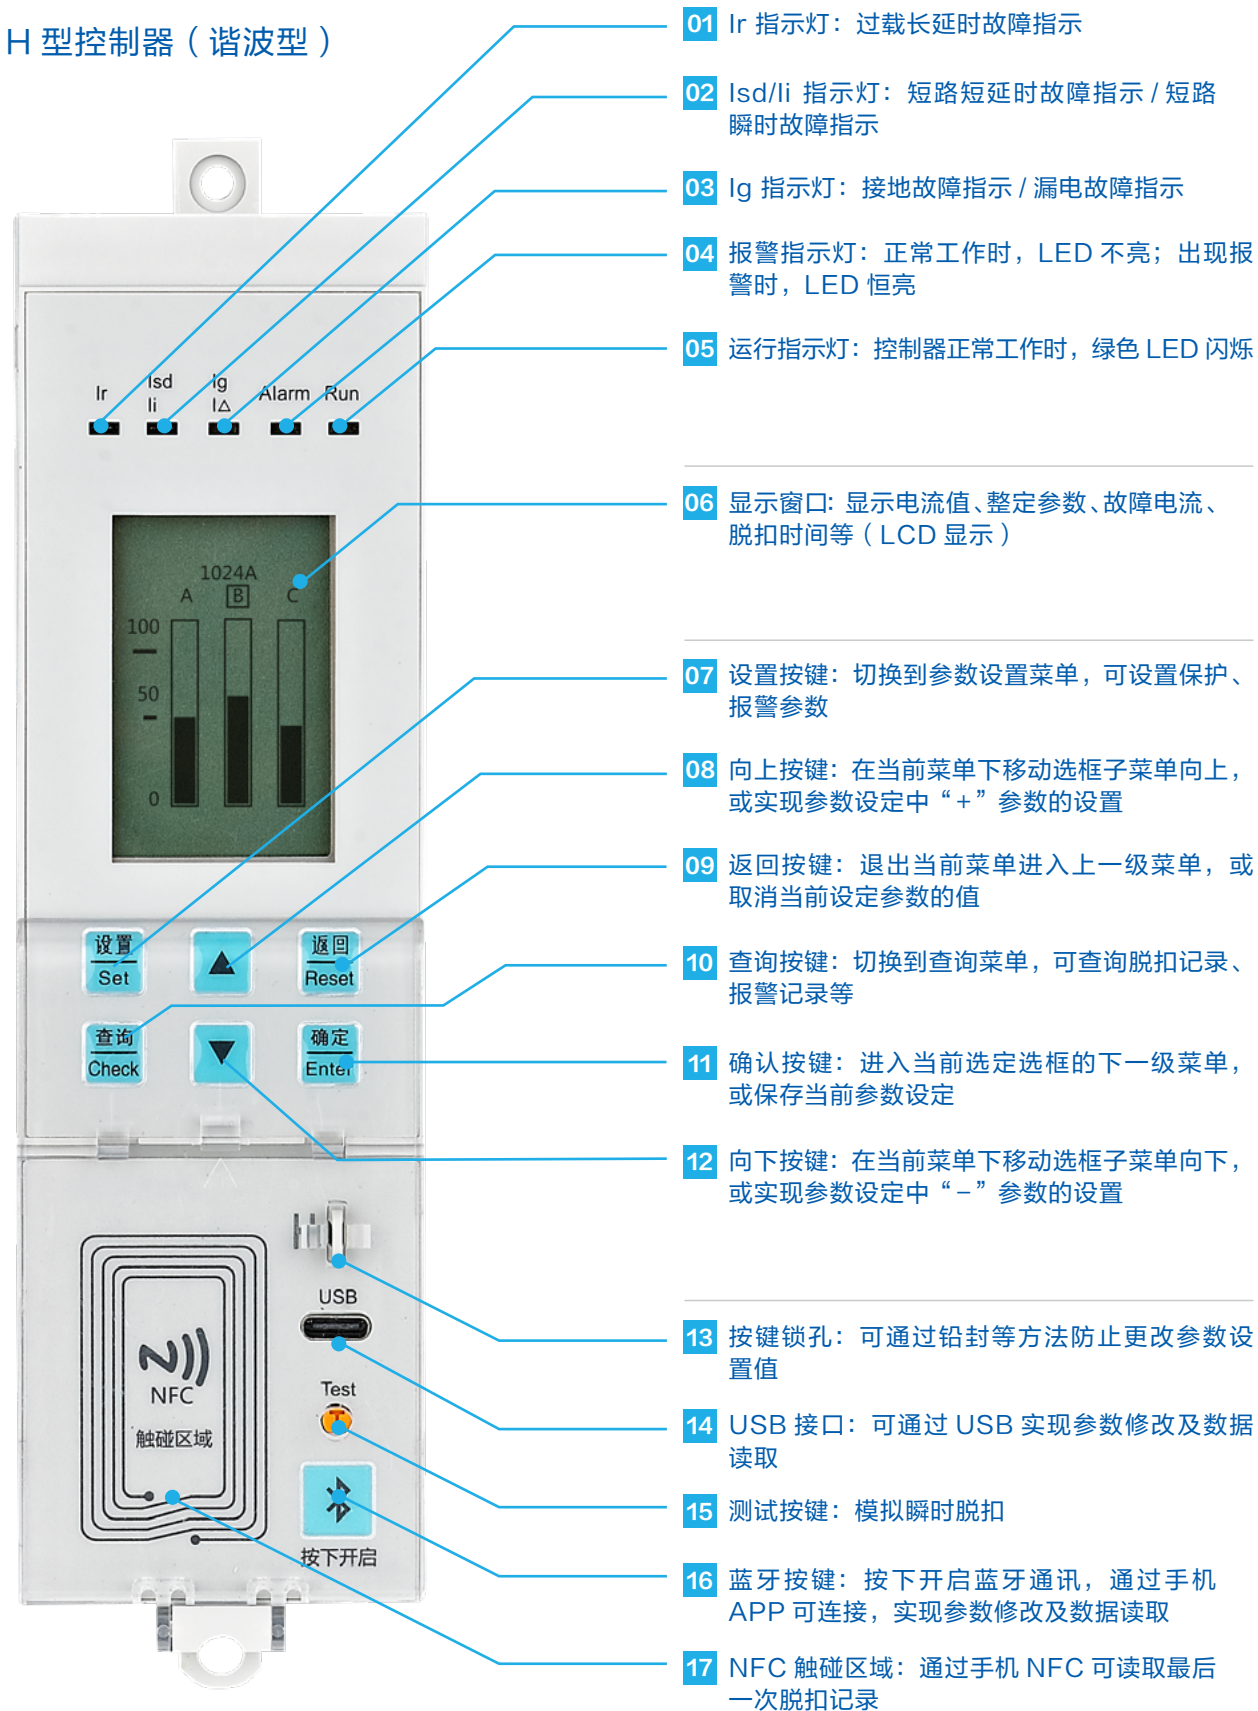 H 型控制器（谐波型）
01 Ir 指示灯：过载长延时故障指示
02 Isd/Ii 指示灯：短路短延时故障指示 / 短路
瞬时故障指示
03 Ig 指示灯：接地故障指示 / 漏电故障指示
04 报警指示灯：正常工作时，LED 不亮；出现报
警时，LED 恒亮
05 运行指示灯：控制器正常工作时，绿色 LED 闪烁
06 显示窗口: 显示电流值、整定参数、故障电流、
脱扣时间等（LCD 显示）
07 设置按键：切换到参数设置菜单，可设置保护、
报警参数
08 向上按键：在当前菜单下移动选框子菜单向上，
或实现参数设定中“+”参数的设置
09 返回按键：退出当前菜单进入上一级菜单，或
取消当前设定参数的值
10 查询按键：切换到查询菜单，可查询脱扣记录、
报警记录等
11 确认按键：进入当前选定选框的下一级菜单，
或保存当前参数设定
12 向下按键：在当前菜单下移动选框子菜单向下，
或实现参数设定中“-”参数的设置
13 按键锁孔：可通过铅封等方法防止更改参数设
置值
14 USB 接口：可通过 USB 实现参数修改及数据
读取
15 测试按键：模拟瞬时脱扣
16 蓝牙按键：按下开启蓝牙通讯，通过手机
APP 可连接，实现参数修改及数据读取
17 NFC 触碰区域：通过手机 NFC 可读取最后
一次脱扣记录
Ir
Isd
Ii
Ig
I△
Alarm
Run
1024A
A B C
100
50
0
设置
Set
▲
返回
Reset
查询
Check
▼
确定
Enter
USB
NFC
触碰区域
Test
T
按下开启